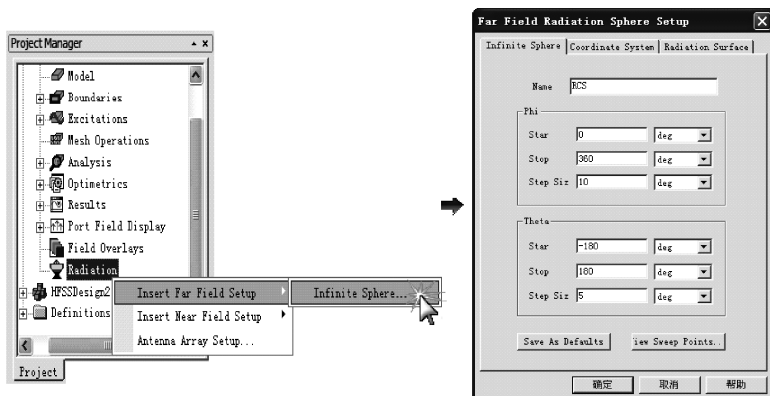 Project Manager
Model
Boundaries
Excitations
Mesh Operations
Analysis
Optimetrics
Results
Port Field Display
Field Overlays
Radiation
HFSSDesign2
Definitions
Project
Insert Far Field Setup
Insert Near Field Setup
Antenna Array Setup...
Infinite Sphere...
Far Field Radiation Sphere Setup
Infinite Sphere Coordinate System Radiation Surface
Name RCS
Phi
Star 0 deg
Stop 360 deg
Step Siz 10 deg
Theta
Star -180 deg
Stop 180 deg
Step Siz 5 deg
Save As Defaults iew Sweep Points..
确定 取消 帮助